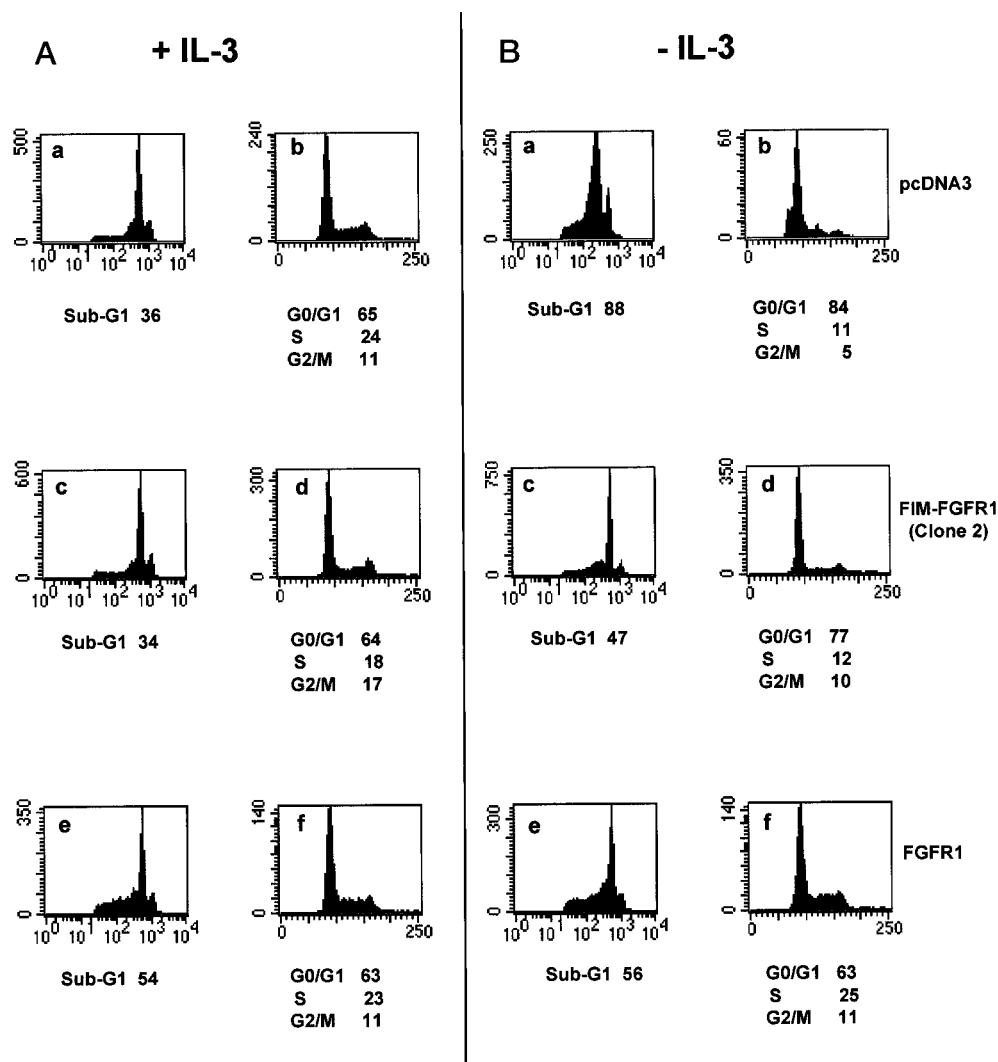 A + IL-3
B - IL-3
500
0
a
10^0 10^1 10^2 10^3 10^4
Sub-G1 36
240
0
b
0 250
G0/G1 65
S 24
G2/M 11
250
0
a
10^0 10^1 10^2 10^3 10^4
Sub-G1 88
60
0
b
0 250
G0/G1 84
S 11
G2/M 5
pcDNA3
600
0
c
10^0 10^1 10^2 10^3 10^4
Sub-G1 34
300
0
d
0 250
G0/G1 64
S 18
G2/M 17
750
0
c
10^0 10^1 10^2 10^3 10^4
Sub-G1 47
350
0
d
0 250
G0/G1 77
S 12
G2/M 10
FIM-FGFR1
(Clone 2)
350
0
e
10^0 10^1 10^2 10^3 10^4
Sub-G1 54
140
0
f
0 250
G0/G1 63
S 23
G2/M 11
300
0
e
10^0 10^1 10^2 10^3 10^4
Sub-G1 56
140
0
f
0 250
G0/G1 63
S 25
G2/M 11
FGFR1